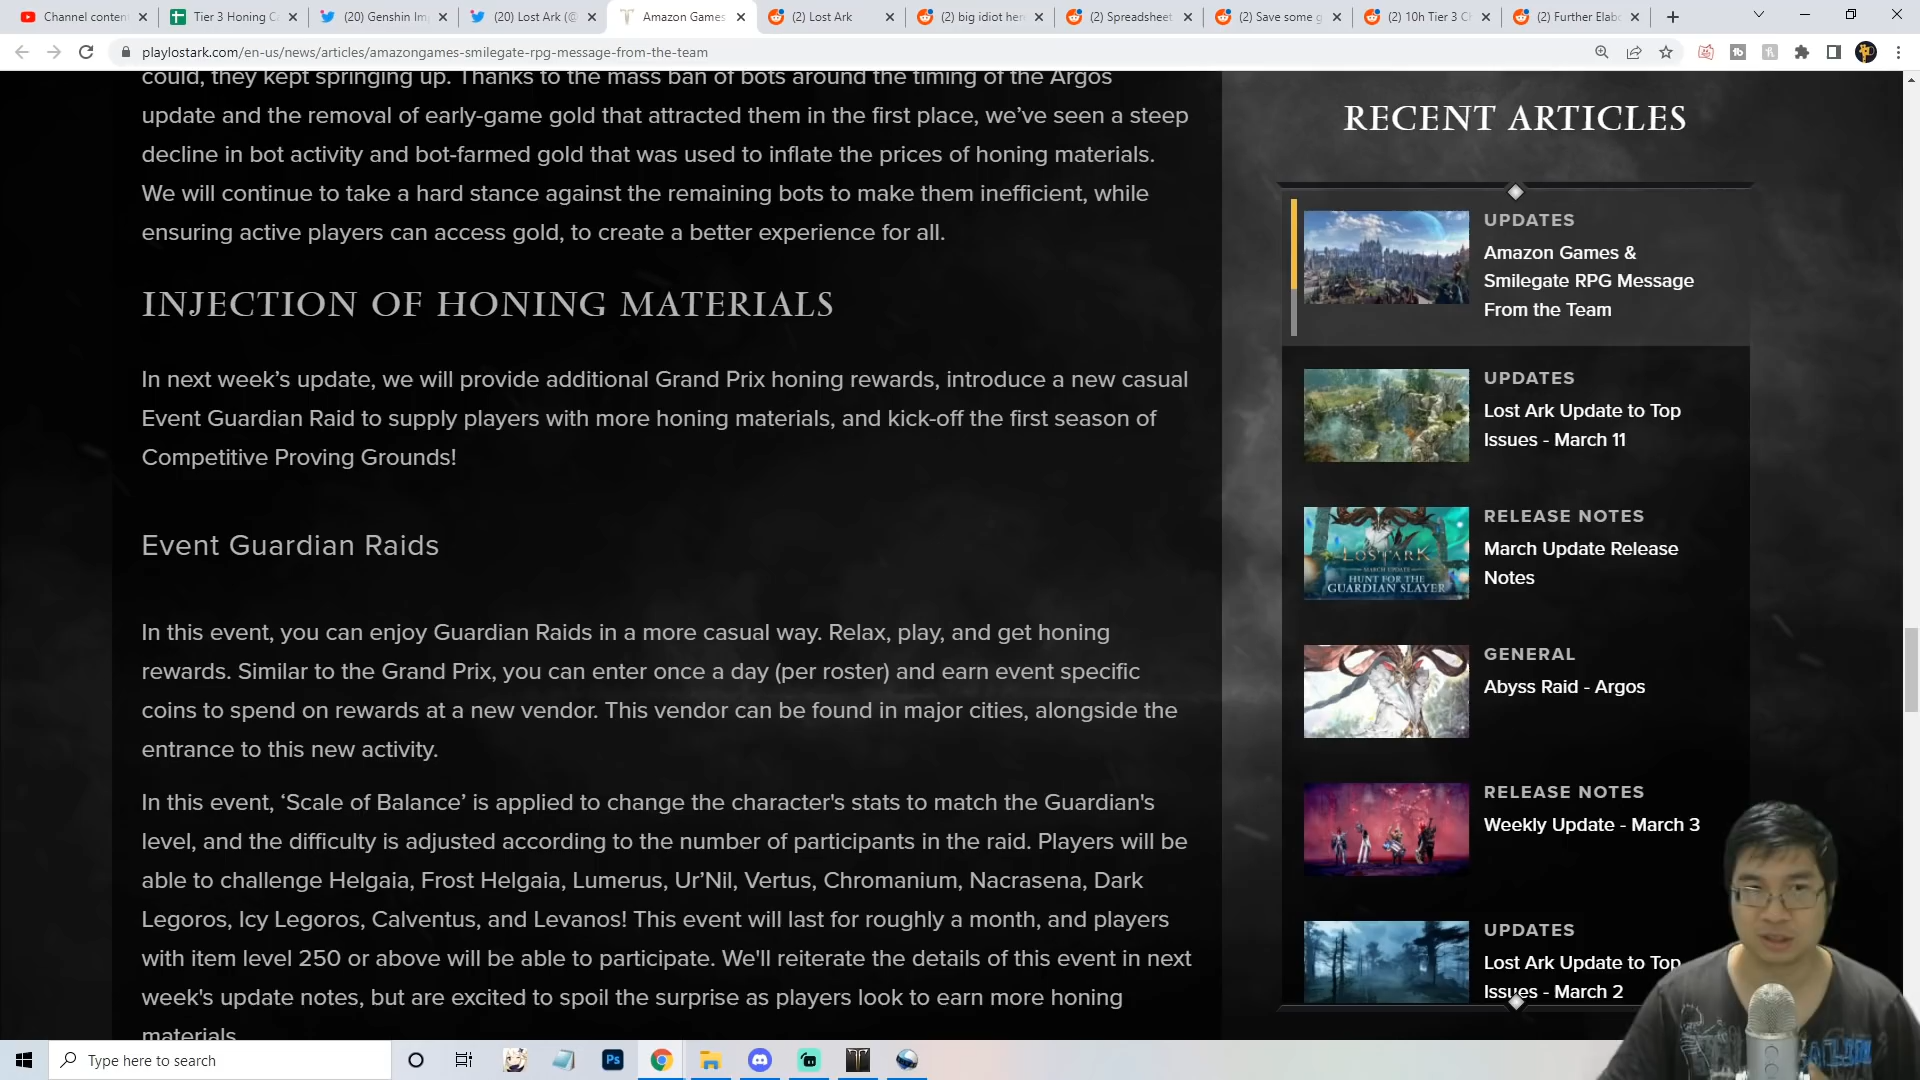 Channel content
Tier 3 Honing C
(20) Genshin Im
(20) Lost Ark (@
Amazon Games
(2) Lost Ark
(2) big idiot her
(2) Spreadsheet
(2) Save some g
(2) 10h Tier 3 Cl
(2) Further Elab
playlostark.com/en-us/news/articles/amazongames-smilegate-rpg-message-from-the-team
could, they kept springing up. Thanks to the mass ban of bots around the timing of the Argos
update and the removal of early-game gold that attracted them in the first place, we’ve seen a steep
decline in bot activity and bot-farmed gold that was used to inflate the prices of honing materials.
We will continue to take a hard stance against the remaining bots to make them inefficient, while
ensuring active players can access gold, to create a better experience for all.
INJECTION OF HONING MATERIALS
In next week’s update, we will provide additional Grand Prix honing rewards, introduce a new casual
Event Guardian Raid to supply players with more honing materials, and kick-off the first season of
Competitive Proving Grounds!
Event Guardian Raids
In this event, you can enjoy Guardian Raids in a more casual way. Relax, play, and get honing
rewards. Similar to the Grand Prix, you can enter once a day (per roster) and earn event specific
coins to spend on rewards at a new vendor. This vendor can be found in major cities, alongside the
entrance to this new activity.
In this event, ‘Scale of Balance’ is applied to change the character's stats to match the Guardian's
level, and the difficulty is adjusted according to the number of participants in the raid. Players will be
able to challenge Helgaia, Frost Helgaia, Lumerus, Ur’Nil, Vertus, Chromanium, Nacrasena, Dark
Legoros, Icy Legoros, Calventus, and Levanos! This event will last for roughly a month, and players
with item level 250 or above will be able to participate. We'll reiterate the details of this event in next
week's update notes, but are excited to spoil the surprise as players look to earn more honing
materials.
RECENT ARTICLES
UPDATES
Amazon Games &
Smilegate RPG Message
From the Team
UPDATES
Lost Ark Update to Top
Issues - March 11
LOST ARK
MARCH UPDATE
HUNT FOR THE
GUARDIAN SLAYER
RELEASE NOTES
March Update Release
Notes
GENERAL
Abyss Raid - Argos
RELEASE NOTES
Weekly Update - March 3
UPDATES
Lost Ark Update to Top
Issues - March 2
Type here to search
Ps